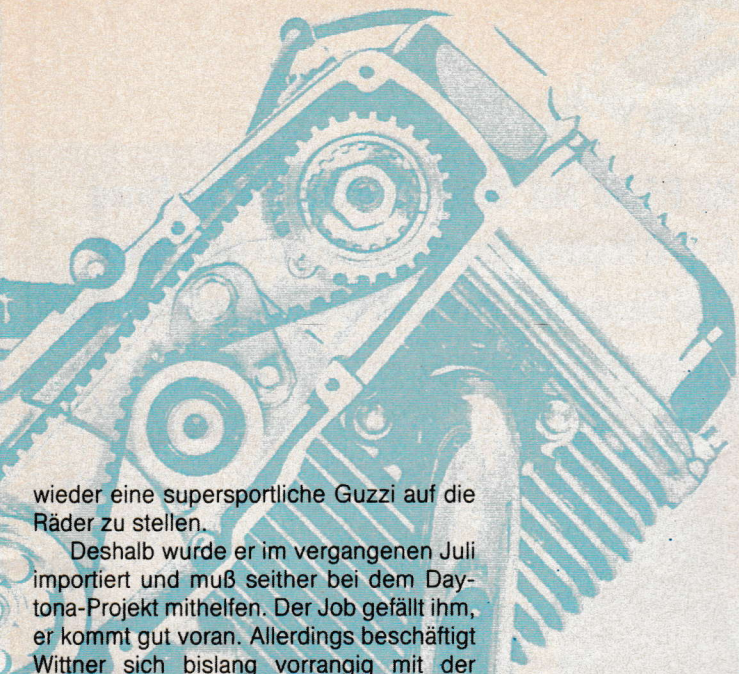 wieder eine supersportliche Guzzi auf die
Räder zu stellen.
Deshalb wurde er im vergangenen Juli
importiert und muß seither bei dem Day-
tona-Projekt mithelfen. Der Job gefällt ihm,
er kommt gut voran. Allerdings beschäftigt
Wittner sich bislang vorrangig mit der